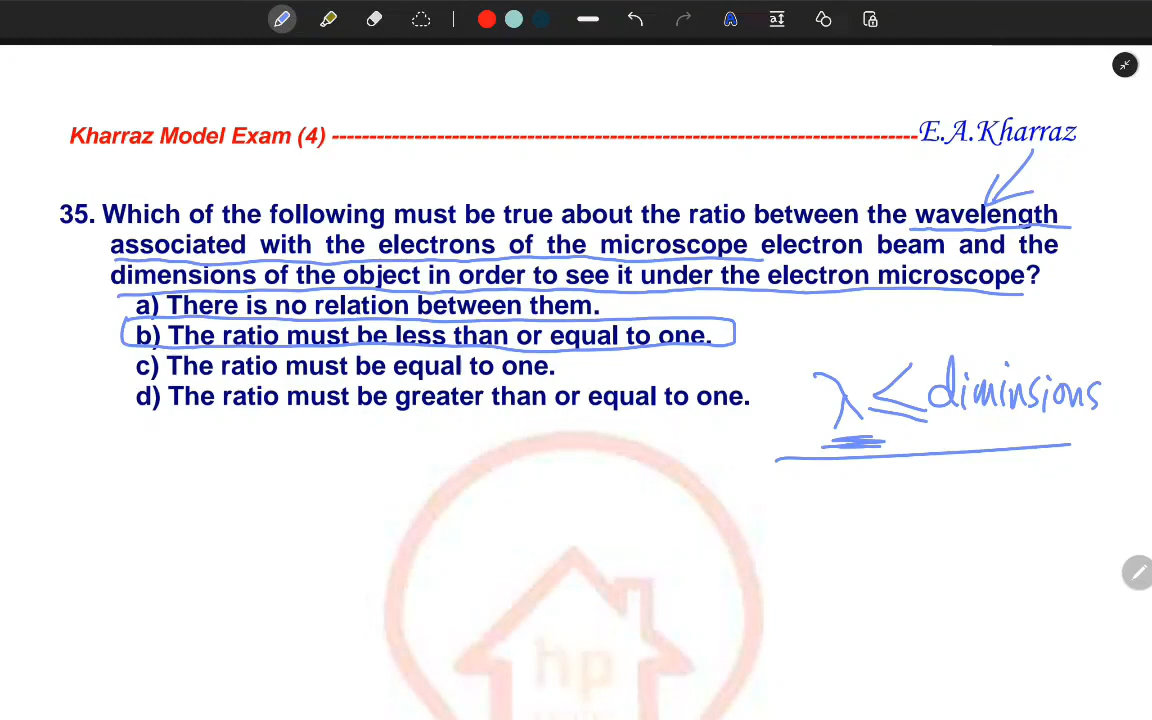 Kharraz Model Exam (4) ------------------------------------------------------------------------------E.A.Kharraz
35. Which of the following must be true about the ratio between the wavelength
associated with the electrons of the microscope electron beam and the
dimensions of the object in order to see it under the electron microscope?
a) There is no relation between them.
b) The ratio must be less than or equal to one.
c) The ratio must be equal to one.
d) The ratio must be greater than or equal to one.
λ ≤ diminsions
hp